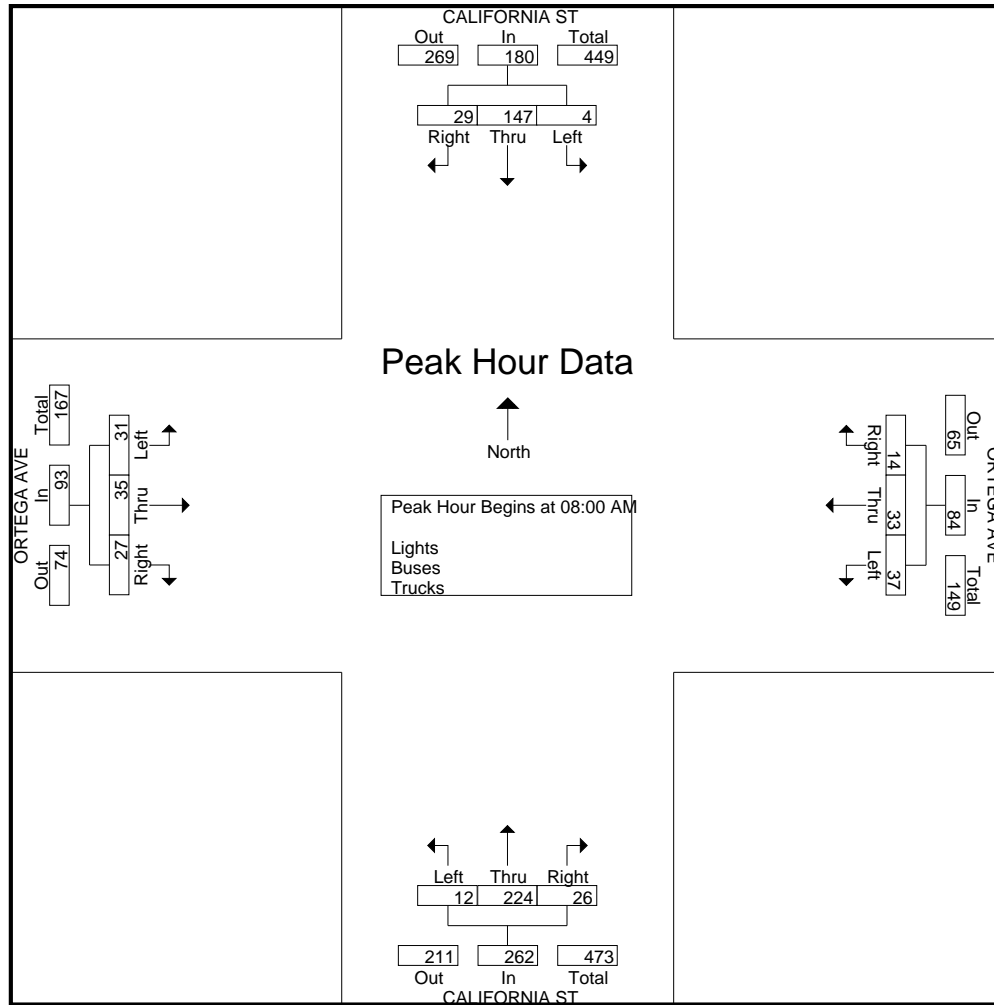 CALIFORNIA ST
Out In Total
269 180 449
29 147 4
Right Thru Left
Peak Hour Data
North
Peak Hour Begins at 08:00 AM
Lights
Buses
Trucks
ORTEGA AVE
Out In Total
74 93 167
Left Thru Right
31 35 27
ORTEGA AVE
Out In Total
65 84 149
Right Thru Left
14 33 37
Left Thru Right
12 224 26
211 262 473
Out In Total
CALIFORNIA ST